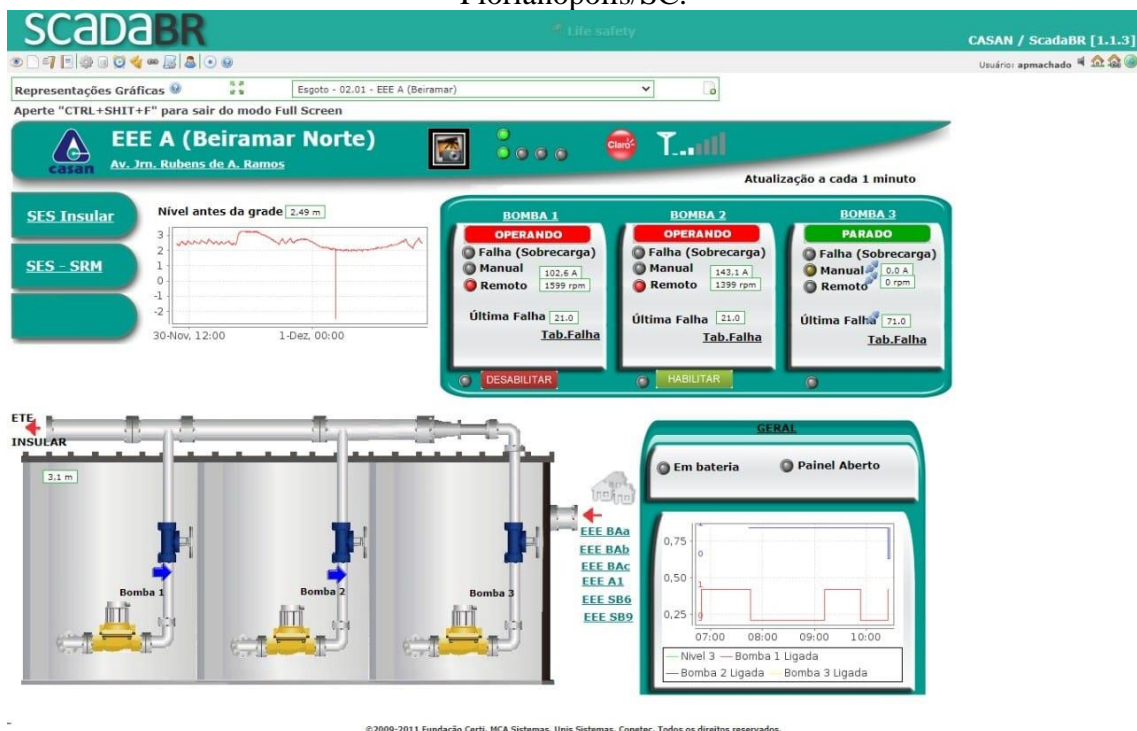 Florianópolis/SC.
scadaBR
Life safety
CASAN / ScadaBR [1.1.3]
Usuário: apmachado
Representações Gráficas
Esgoto - 02.01 - EEE A (Beiramar)
Aperte "CTRL+SHIT+F" para sair do modo Full Screen
casan
EEE A (Beiramar Norte)
Av. Jrn. Rubens de A. Ramos
Claro
Atualização a cada 1 minuto
SES Insular
SES - SRM
Nível antes da grade 2.49 m
3
2
1
0
-1
-2
30-Nov, 12:00 1-Dez, 00:00
BOMBA 1
OPERANDO
Falha (Sobrecarga)
Manual 102,6 A
Remoto 1599 rpm
Última Falha 21.0
Tab.Falha
DESABILITAR
BOMBA 2
OPERANDO
Falha (Sobrecarga)
Manual 143,1 A
Remoto 1399 rpm
Última Falha 21.0
Tab.Falha
HABILITAR
BOMBA 3
PARADO
Falha (Sobrecarga)
Manual 0,0 A
Remoto 0 rpm
Última Falha 71.0
Tab.Falha
ETE
INSULAR
3,1 m
Bomba 1
Bomba 2
Bomba 3
EEE BAa
EEE BAb
EEE BAc
EEE A1
EEE SB6
EEE SB9
GERAL
Em bateria Painel Aberto
0,75
0
0,50
1
0,25
07:00 08:00 09:00 10:00
Nivel 3 Bomba 1 Ligada
Bomba 2 Ligada Bomba 3 Ligada
©2009-2011 Fundação Certi, MCA Sistemas, Unis Sistemas, Conetec. Todos os direitos reservados.